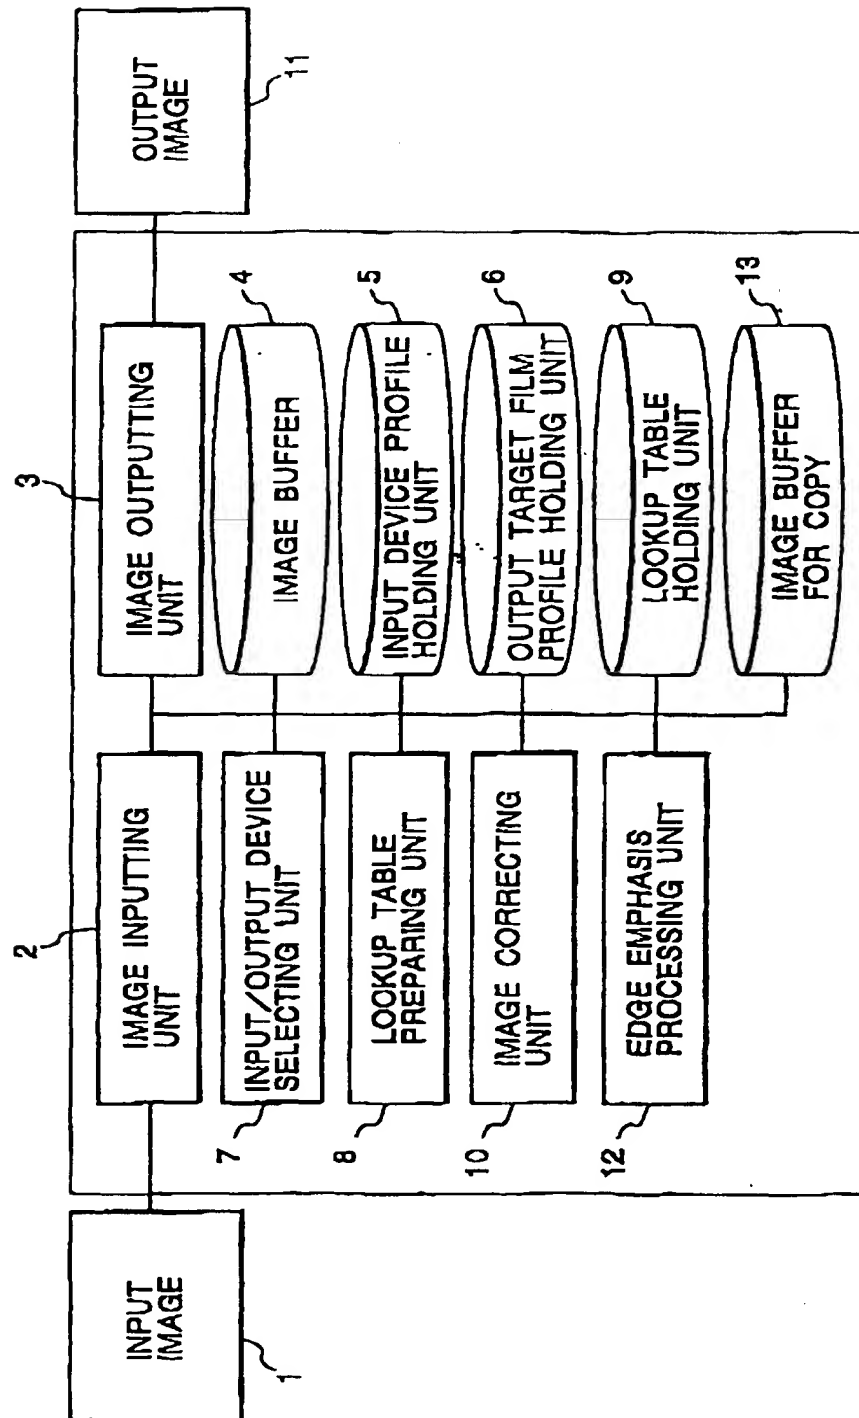 INPUT
IMAGE
1
2
IMAGE INPUTTING
UNIT
3
IMAGE OUTPUTTING
UNIT
OUTPUT
IMAGE
11
7
INPUT/OUTPUT DEVICE
SELECTING UNIT
IMAGE BUFFER
4
8
LOOKUP TABLE
PREPARING UNIT
INPUT DEVICE PROFILE
HOLDING UNIT
5
10
IMAGE CORRECTING
UNIT
OUTPUT TARGET FILM
PROFILE HOLDING UNIT
6
12
EDGE EMPHASIS
PROCESSING UNIT
LOOKUP TABLE
HOLDING UNIT
9
IMAGE BUFFER
FOR COPY
13